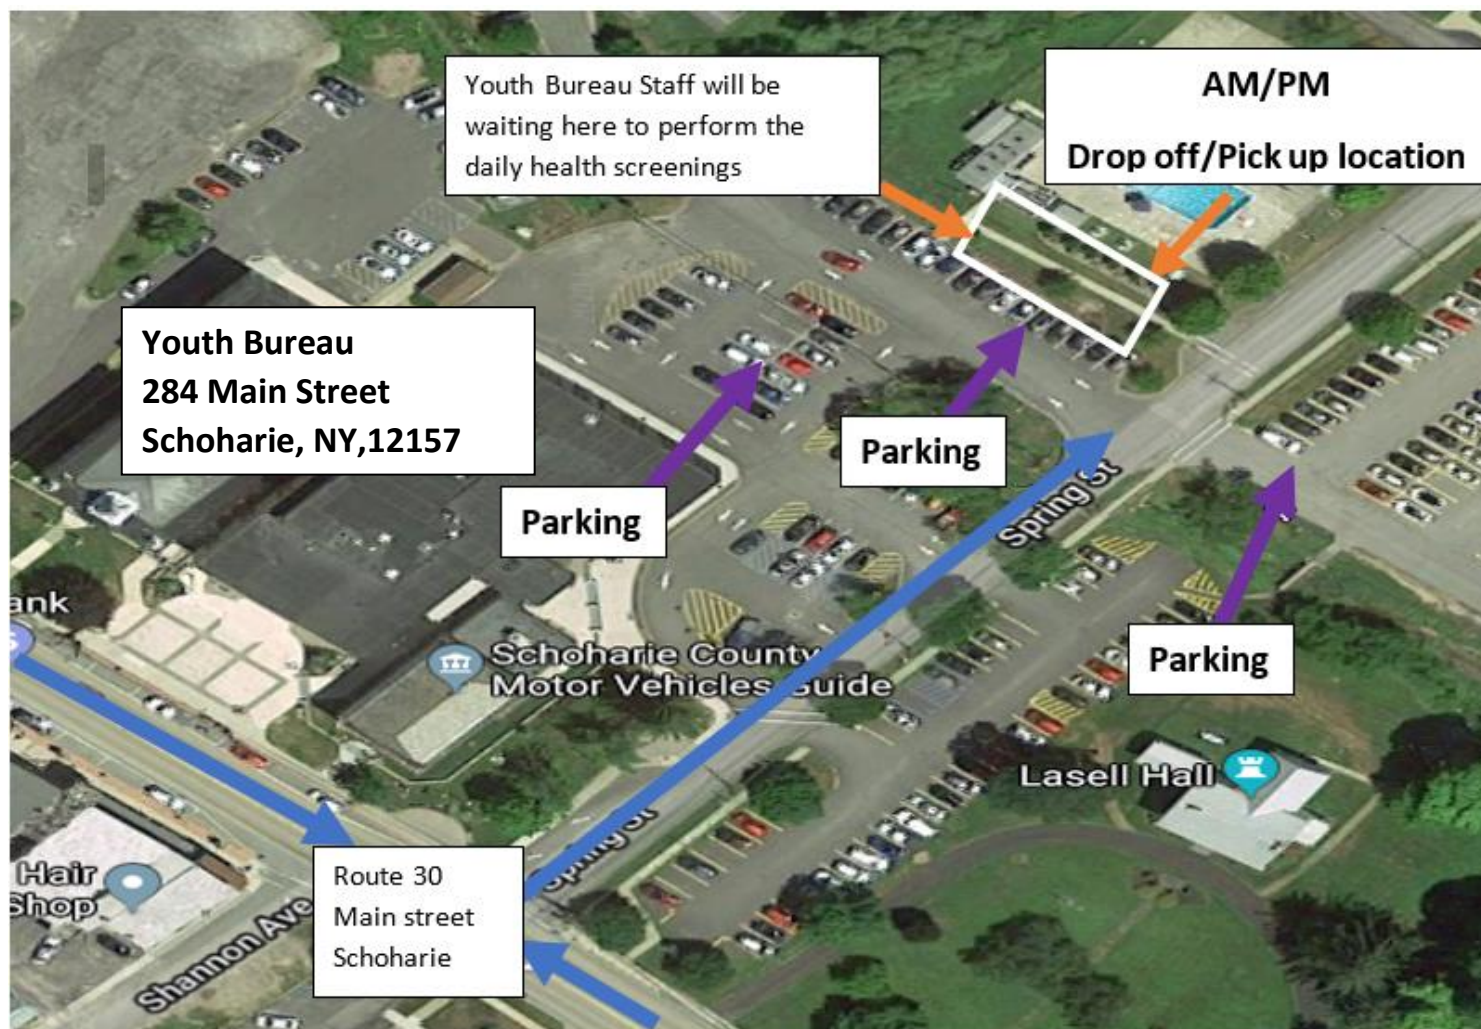 Youth Bureau Staff will be
waiting here to perform the
daily health screenings
AM/PM
Drop off/Pick up location
Youth Bureau
284 Main Street
Schoharie, NY,12157
Parking
Parking
Spring St
Parking
ank
Schoharie County
Motor Vehicles Guide
Lasell Hall
Spring St
Hair
Shop
Route 30
Main street
Schoharie
Shannon Ave